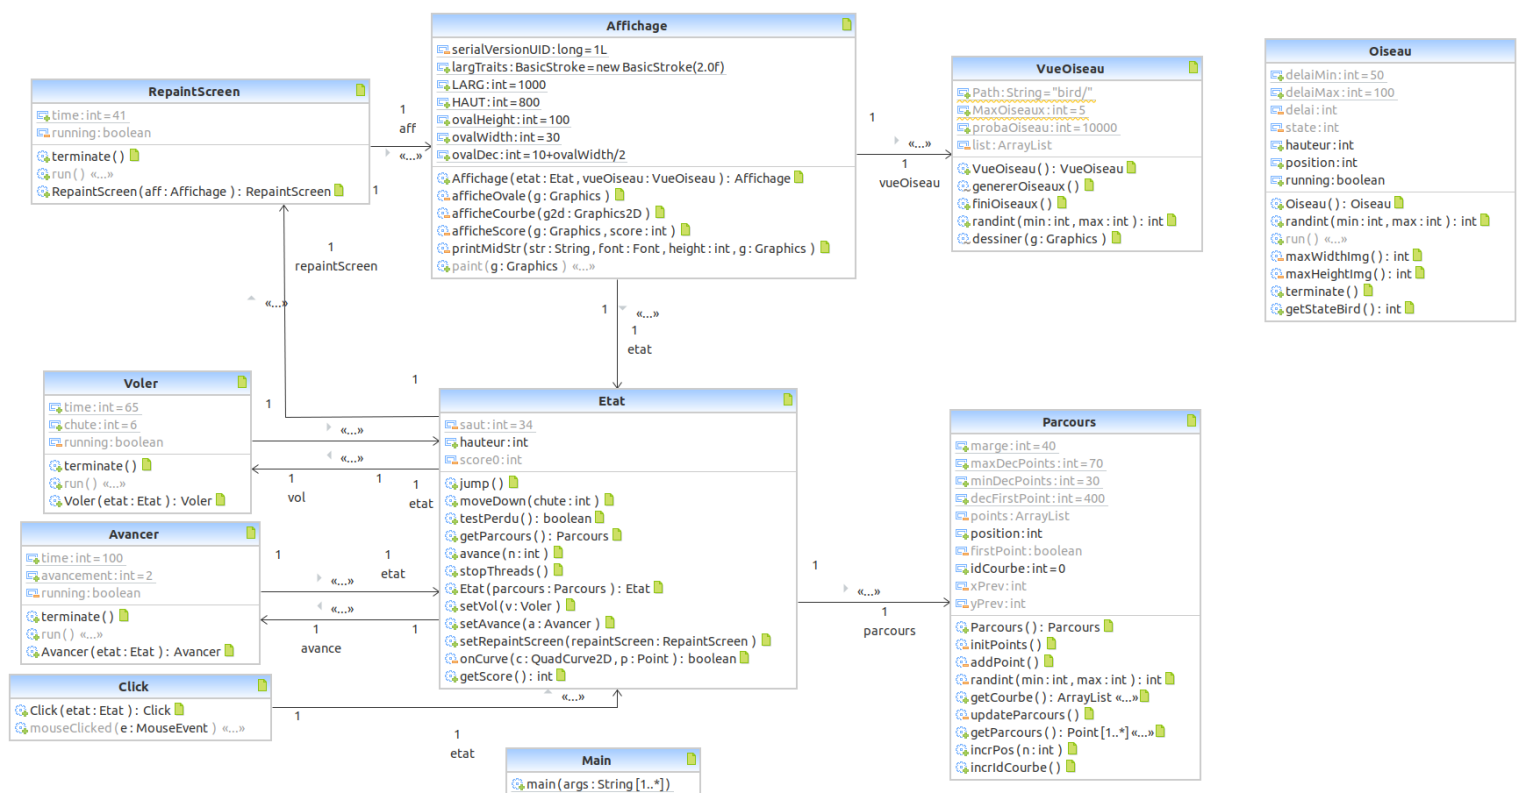 Affichage
serialVersionUID:long=1L
largTraits:BasicStroke=new BasicStroke(2.0f)
LARG:int=1000
HAUT:int=800
ovalHeight:int=100
ovalWidth:int=30
ovalDec:int=10+ovalWidth/2
Affichage(etat:Etat, vueOiseau:VueOiseau): Affichage
afficheOvale(g:Graphics)
afficheCourbe(g2d:Graphics2D)
afficheScore(g:Graphics, score:int)
printMidStr(str:String, font:Font, height:int, g:Graphics)
paint(g:Graphics) «...»
RepaintScreen
time:int=41
running:boolean
terminate()
run() «...»
RepaintScreen(aff:Affichage): RepaintScreen
1
aff
«...»
1
VueOiseau
Path:String="bird/"
MaxOiseaux:int=5
probaOiseau:int=10000
list:ArrayList
VueOiseau(): VueOiseau
genererOiseaux()
finiOiseaux()
randint(min:int, max:int): int
dessiner(g:Graphics)
1
«...»
1
vueOiseau
Oiseau
delaiMin:int=50
delaiMax:int=100
delai:int
state:int
hauteur:int
position:int
running:boolean
Oiseau(): Oiseau
randint(min:int, max:int): int
run() «...»
maxWidthImg(): int
maxHeightImg(): int
terminate()
getStateBird(): int
1
repaintScreen
«...»
1
«...»
1
etat
Voler
time:int=65
chute:int=6
running:boolean
terminate()
run() «...»
Voler(etat:Etat): Voler
1
1
«...»
«...»
1
vol
1
1
etat
Etat
saut:int=34
hauteur:int
score0:int
jump()
moveDown(chute:int)
testPerdu(): boolean
getParcours(): Parcours
avance(n:int)
stopThreads()
Etat(parcours:Parcours): Etat
setVol(v:Voler)
setAvance(a:Avancer)
setRepaintScreen(repaintScreen:RepaintScreen)
onCurve(c:QuadCurve2D, p:Point): boolean
getScore(): int
Avancer
time:int=100
avancement:int=2
running:boolean
terminate()
run() «...»
Avancer(etat:Etat): Avancer
1
1
etat
«...»
«...»
1
avance
1
Parcours
marge:int=40
maxDecPoints:int=70
minDecPoints:int=30
decFirstPoint:int=400
points:ArrayList
position:int
firstPoint:boolean
idCourbe:int=0
xPrev:int
yPrev:int
Parcours(): Parcours
initPoints()
addPoint()
randint(min:int, max:int): int
getCourbe(): ArrayList «...»
updateParcours()
getParcours(): Point[1..*] «...»
incrPos(n:int)
incrIdCourbe()
1
«...»
1
parcours
Click
Click(etat:Etat): Click
mouseClicked(e:MouseEvent) «...»
1
«...»
1
etat
Main
main(args:String[1..*])